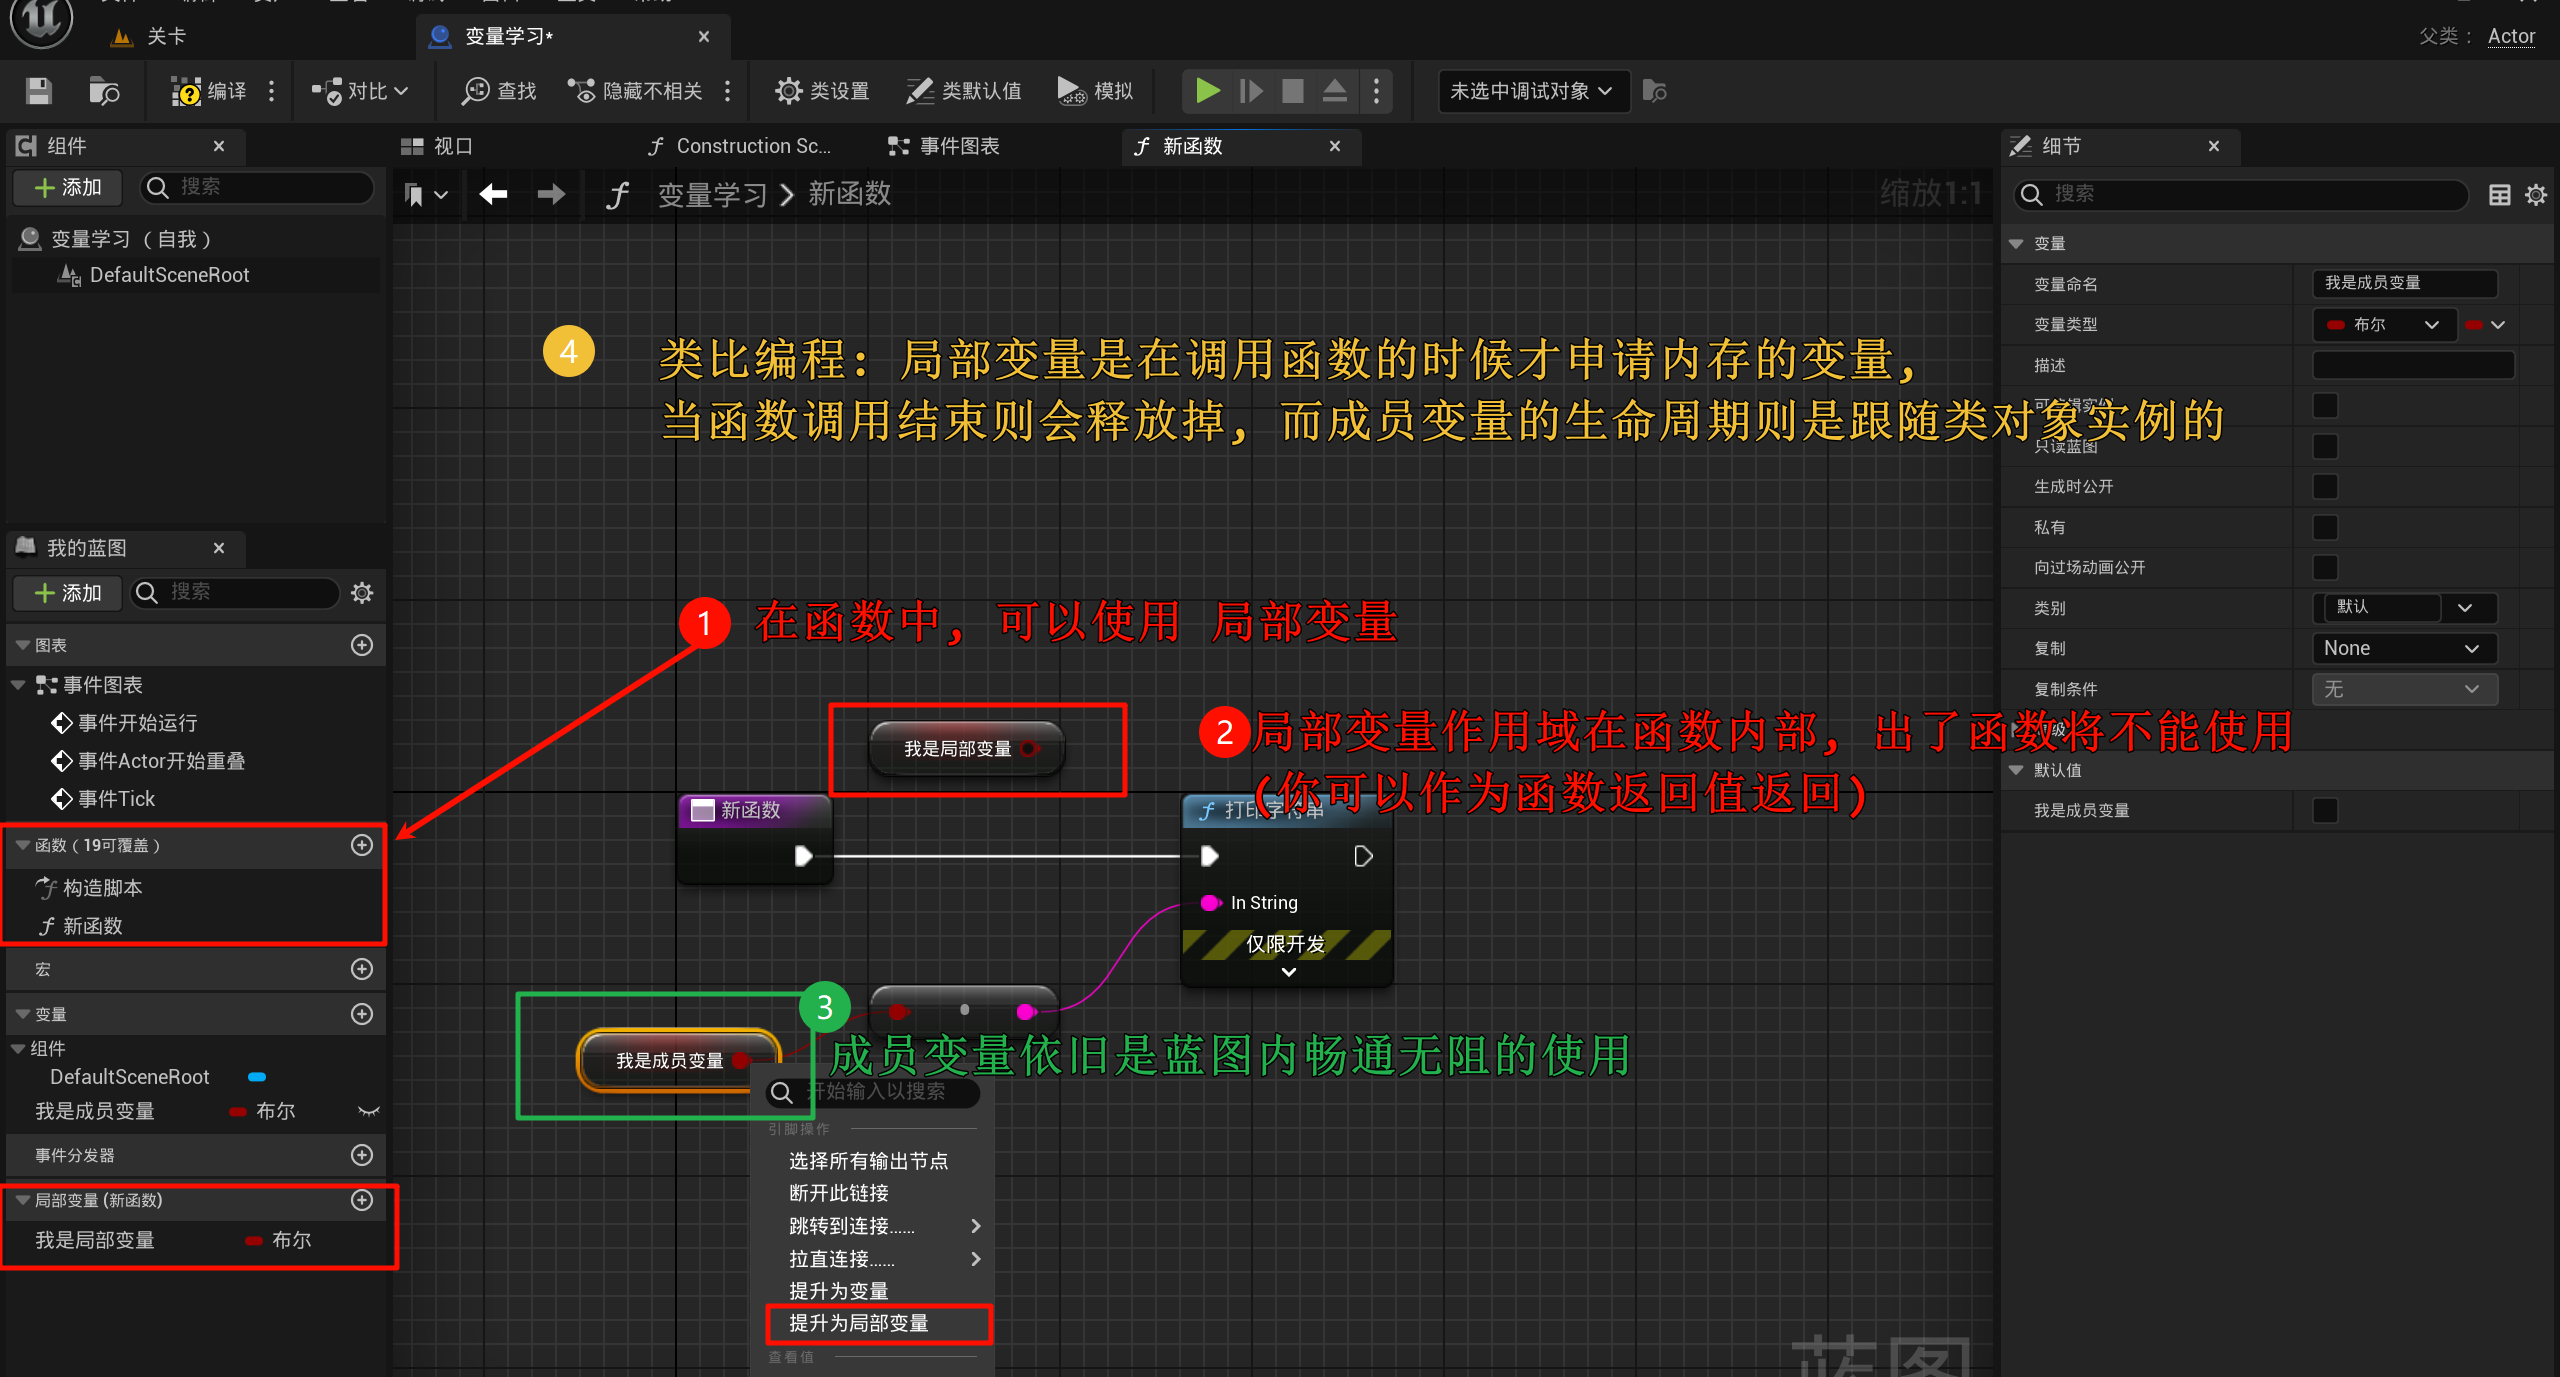 关卡
变量学习*
父类： Actor
编译
对比
查找
隐藏不相关
类设置
类默认值
模拟
未选中调试对象
组件
视口
Construction Sc...
事件图表
新函数
细节
添加
搜索
变量学习 > 新函数
缩放1:1
搜索
变量学习 （自我）
DefaultSceneRoot
变量
变量命名 我是成员变量
变量类型 布尔
描述
只读蓝图
生成时公开
私有
向过场动画公开
类别 默认
复制 None
复制条件 无
默认值
我是成员变量
4 类比编程：局部变量是在调用函数的时候才申请内存的变量，
当函数调用结束则会释放掉，而成员变量的生命周期则是跟随类对象实例的
我的蓝图
添加
搜索
图表
事件图表
事件开始运行
事件Actor开始重叠
事件Tick
函数（19可覆盖）
构造脚本
新函数
宏
变量
组件
DefaultSceneRoot
我是成员变量 布尔
事件分发器
局部变量 (新函数)
我是局部变量 布尔
1 在函数中，可以使用 局部变量
我是局部变量
2 局部变量作用域在函数内部，出了函数将不能使用
(你可以作为函数返回值返回)
新函数
打印字符串
In String
仅限开发
3 成员变量依旧是蓝图内畅通无阻的使用
我是成员变量
开始输入以搜索
引脚操作
选择所有输出节点
断开此链接
跳转到连接......
拉直连接......
提升为变量
提升为局部变量
查看值
蓝图